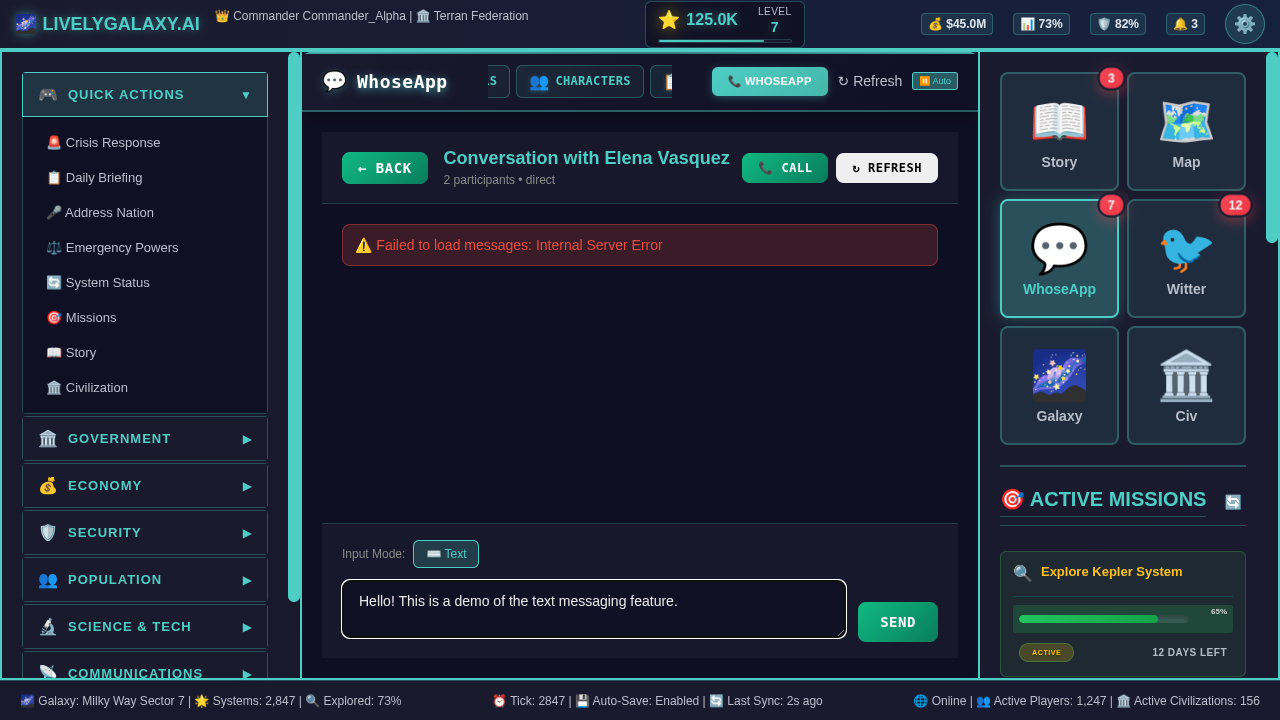 LIVELYGALAXY.AI
Commander Commander_Alpha | Terran Federation
125.0K
LEVEL
7
$45.0M
73%
82%
3
QUICK ACTIONS ▼
Crisis Response
Daily Briefing
Address Nation
Emergency Powers
System Status
Missions
Story
Civilization
GOVERNMENT ▶
ECONOMY ▶
SECURITY ▶
POPULATION ▶
SCIENCE & TECH ▶
COMMUNICATIONS ▶
WhoseApp
CHARACTERS
WHOSEAPP
↻ Refresh
Auto
← BACK
Conversation with Elena Vasquez
2 participants • direct
CALL
↻ REFRESH
⚠️ Failed to load messages: Internal Server Error
Input Mode:
Text
Hello! This is a demo of the text messaging feature.
SEND
3
Story
Map
7
WhoseApp
12
Witter
Galaxy
Civ
ACTIVE MISSIONS
Explore Kepler System
65%
ACTIVE
12 DAYS LEFT
Galaxy: Milky Way Sector 7 | Systems: 2,847 | Explored: 73%
Tick: 2847 | Auto-Save: Enabled | Last Sync: 2s ago
Online | Active Players: 1,247 | Active Civilizations: 156